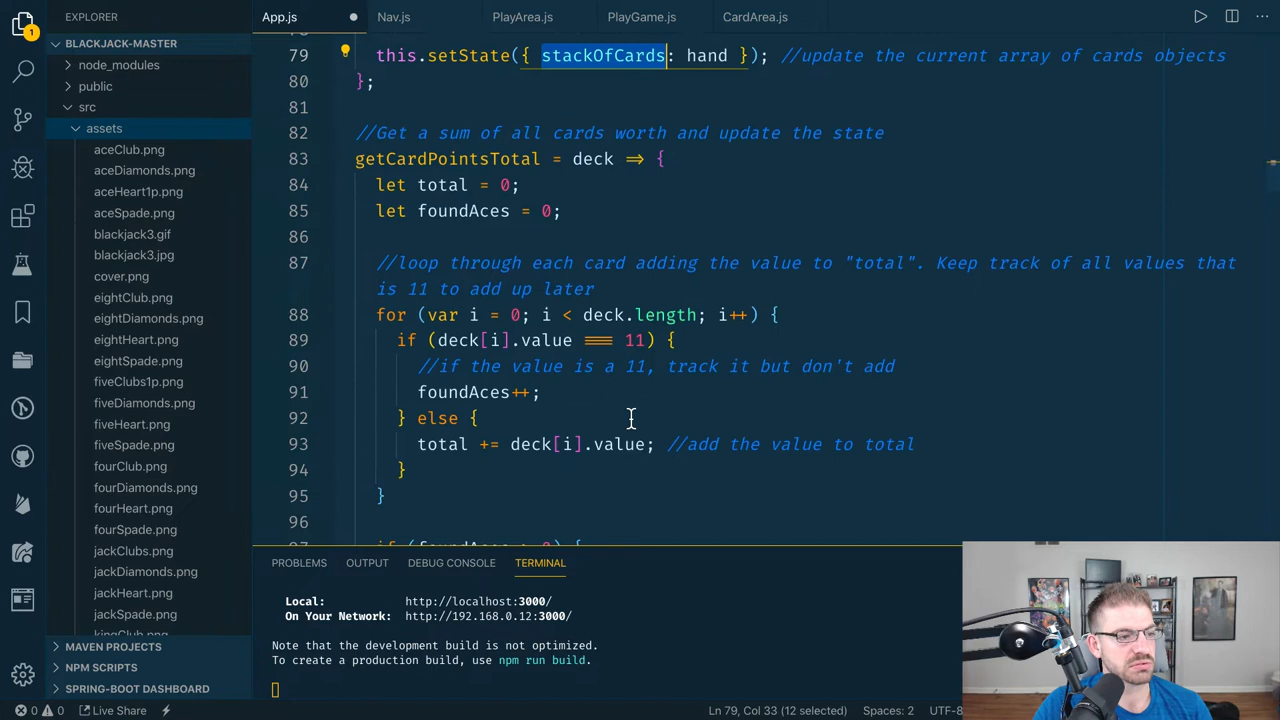 EXPLORER
App.js
Nav.js
PlayArea.js
PlayGame.js
CardArea.js
BLACKJACK-MASTER
node_modules
public
src
assets
aceClub.png
aceDiamonds.png
aceHeart1p.png
aceSpade.png
blackjack3.gif
blackjack3.jpg
cover.png
eightClub.png
eightDiamonds.png
eightHeart.png
eightSpade.png
fiveClubs1p.png
fiveDiamonds.png
fiveHeart.png
fiveSpade.png
fourClub.png
fourDiamonds.png
fourHeart.png
fourSpade.png
jackClubs.png
jackDiamonds.png
jackHeart.png
jackSpade.png
kingClub.png
MAVEN PROJECTS
NPM SCRIPTS
SPRING-BOOT DASHBOARD
79 this.setState({ stackOfCards: hand }); //update the current array of cards objects
80 };
81
82 //Get a sum of all cards worth and update the state
83 getCardPointsTotal = deck => {
84 let total = 0;
85 let foundAces = 0;
86
87 //loop through each card adding the value to "total". Keep track of all values that
is 11 to add up later
88 for (var i = 0; i < deck.length; i++) {
89 if (deck[i].value === 11) {
90 //if the value is a 11, track it but don't add
91 foundAces++;
92 } else {
93 total += deck[i].value; //add the value to total
94 }
95 }
96
PROBLEMS OUTPUT DEBUG CONSOLE TERMINAL
Local: http://localhost:3000/
On Your Network: http://192.168.0.12:3000/
Note that the development build is not optimized.
To create a production build, use npm run build.
0 0 Live Share
Ln 79, Col 33 (12 selected) Spaces: 2 UTF-8